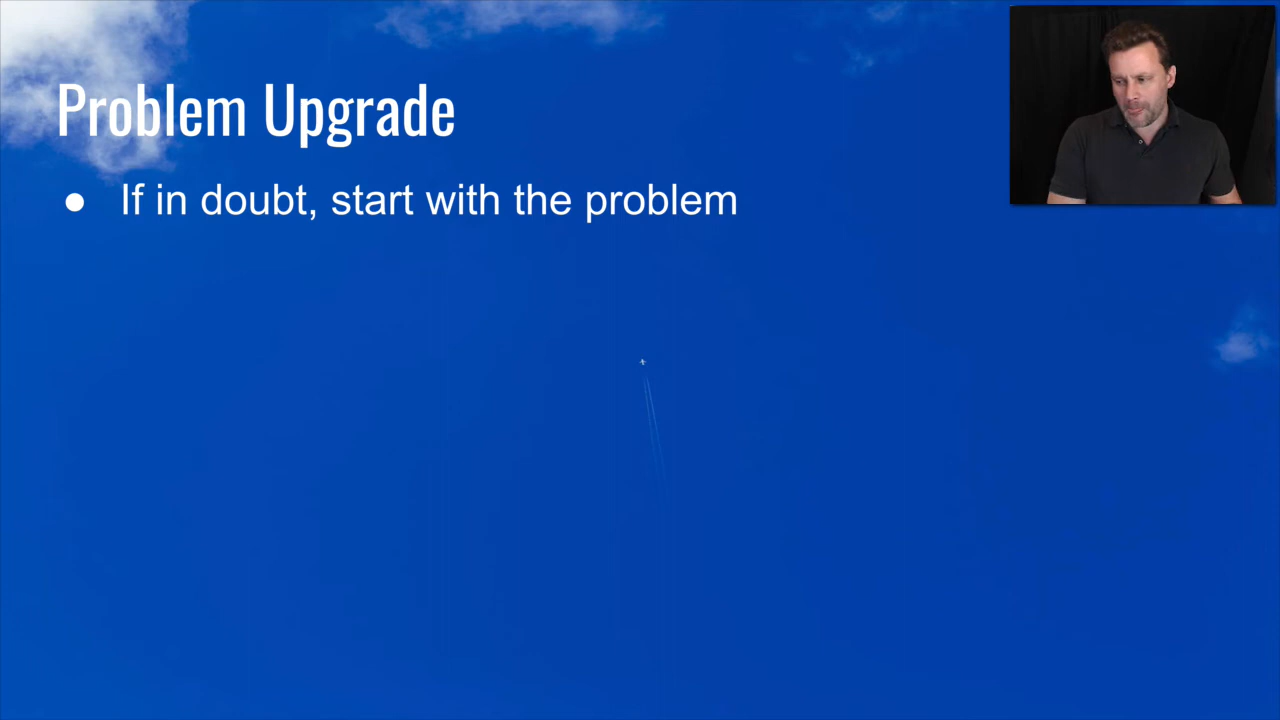 Problem Upgrade
● If in doubt, start with the problem